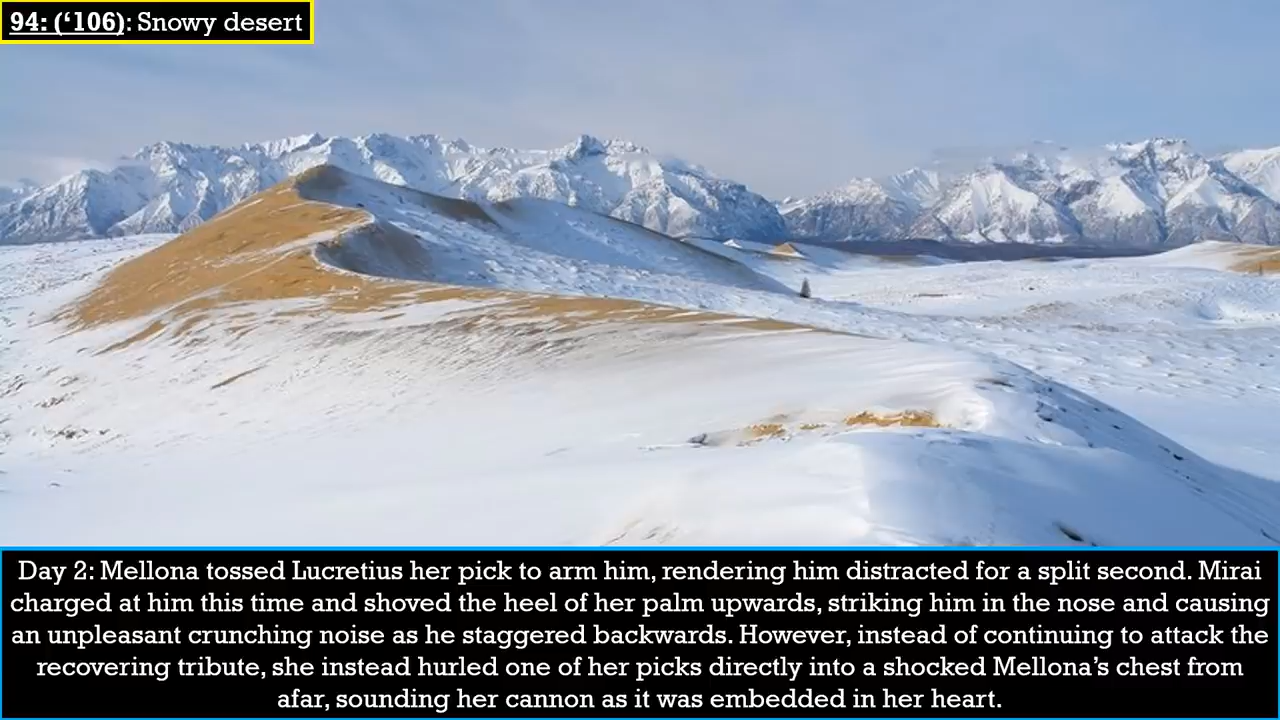 94: (‘106): Snowy desert
Day 2: Mellona tossed Lucretius her pick to arm him, rendering him distracted for a split second. Mirai
charged at him this time and shoved the heel of her palm upwards, striking him in the nose and causing
an unpleasant crunching noise as he staggered backwards. However, instead of continuing to attack the
recovering tribute, she instead hurled one of her picks directly into a shocked Mellona’s chest from
afar, sounding her cannon as it was embedded in her heart.